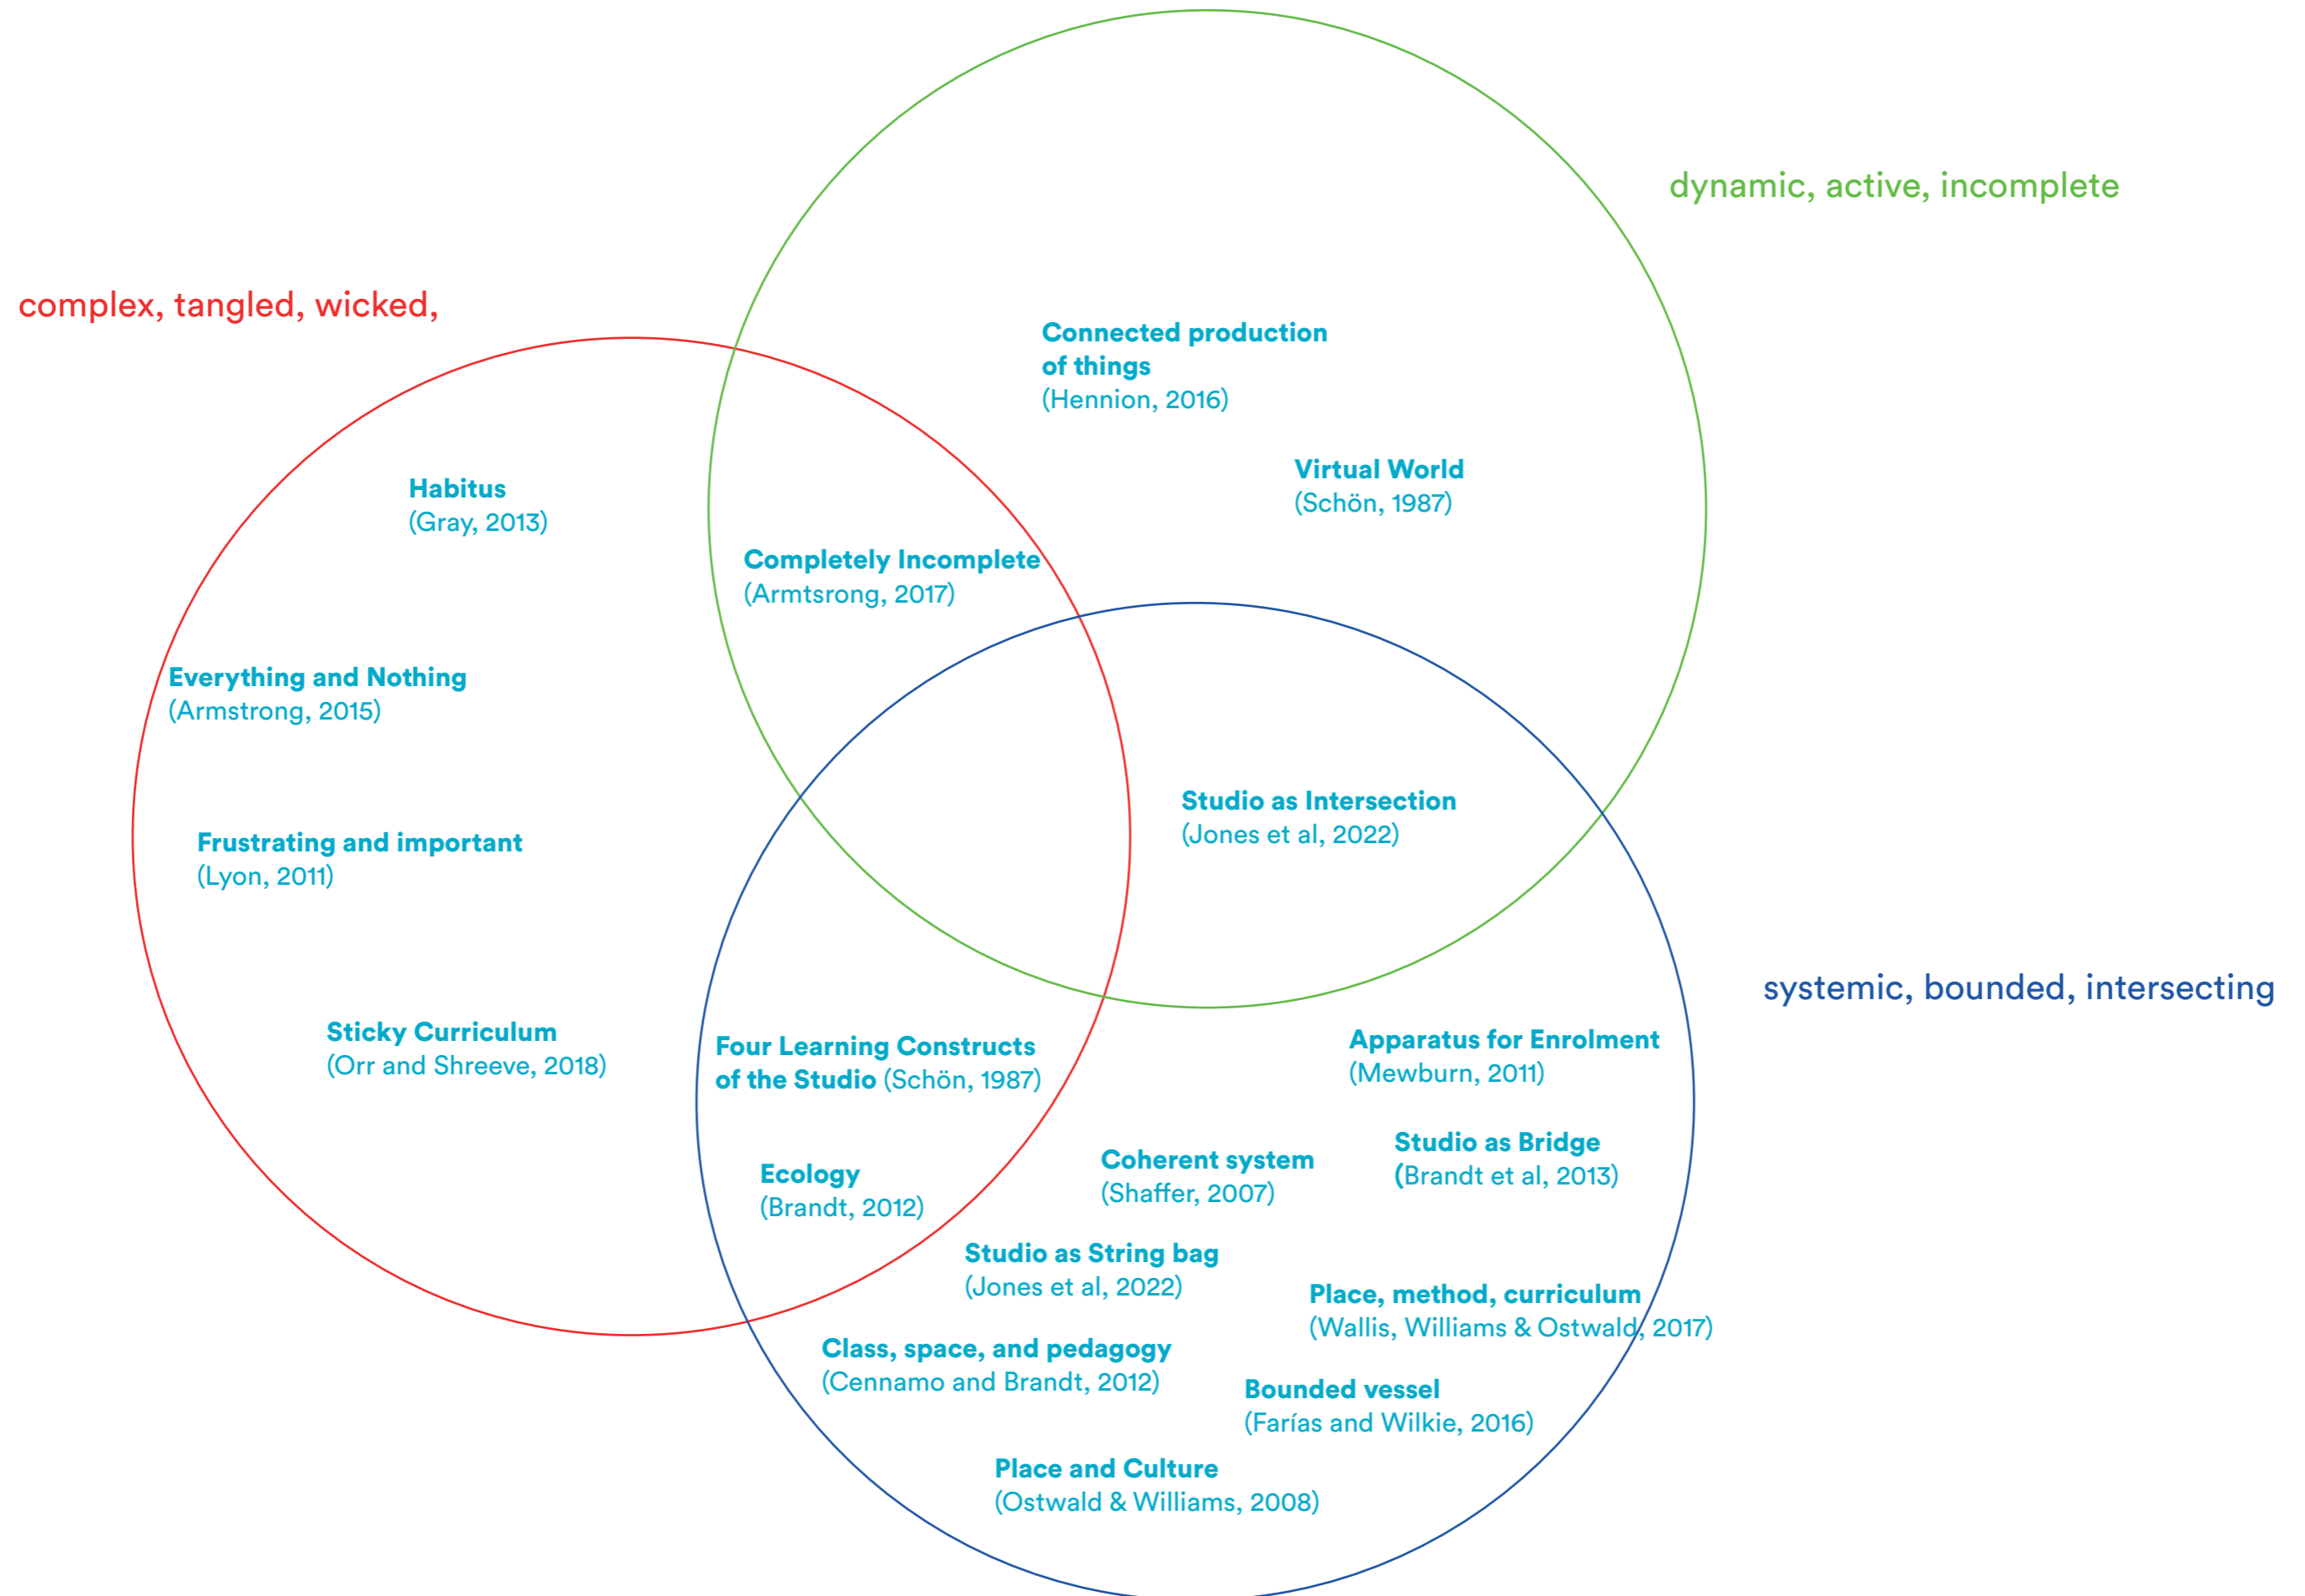 dynamic, active, incomplete
complex, tangled, wicked,
Connected production
of things
(Hennion, 2016)
Virtual World
(Schön, 1987)
Habitus
(Gray, 2013)
Completely Incomplete
(Armtsrong, 2017)
Everything and Nothing
(Armstrong, 2015)
Studio as Intersection
(Jones et al, 2022)
Frustrating and important
(Lyon, 2011)
systemic, bounded, intersecting
Sticky Curriculum
(Orr and Shreeve, 2018)
Four Learning Constructs
of the Studio (Schön, 1987)
Apparatus for Enrolment
(Mewburn, 2011)
Studio as Bridge
(Brandt et al, 2013)
Coherent system
(Shaffer, 2007)
Ecology
(Brandt, 2012)
Studio as String bag
(Jones et al, 2022)
Place, method, curriculum
(Wallis, Williams & Ostwald, 2017)
Class, space, and pedagogy
(Cennamo and Brandt, 2012)
Bounded vessel
(Farías and Wilkie, 2016)
Place and Culture
(Ostwald & Williams, 2008)